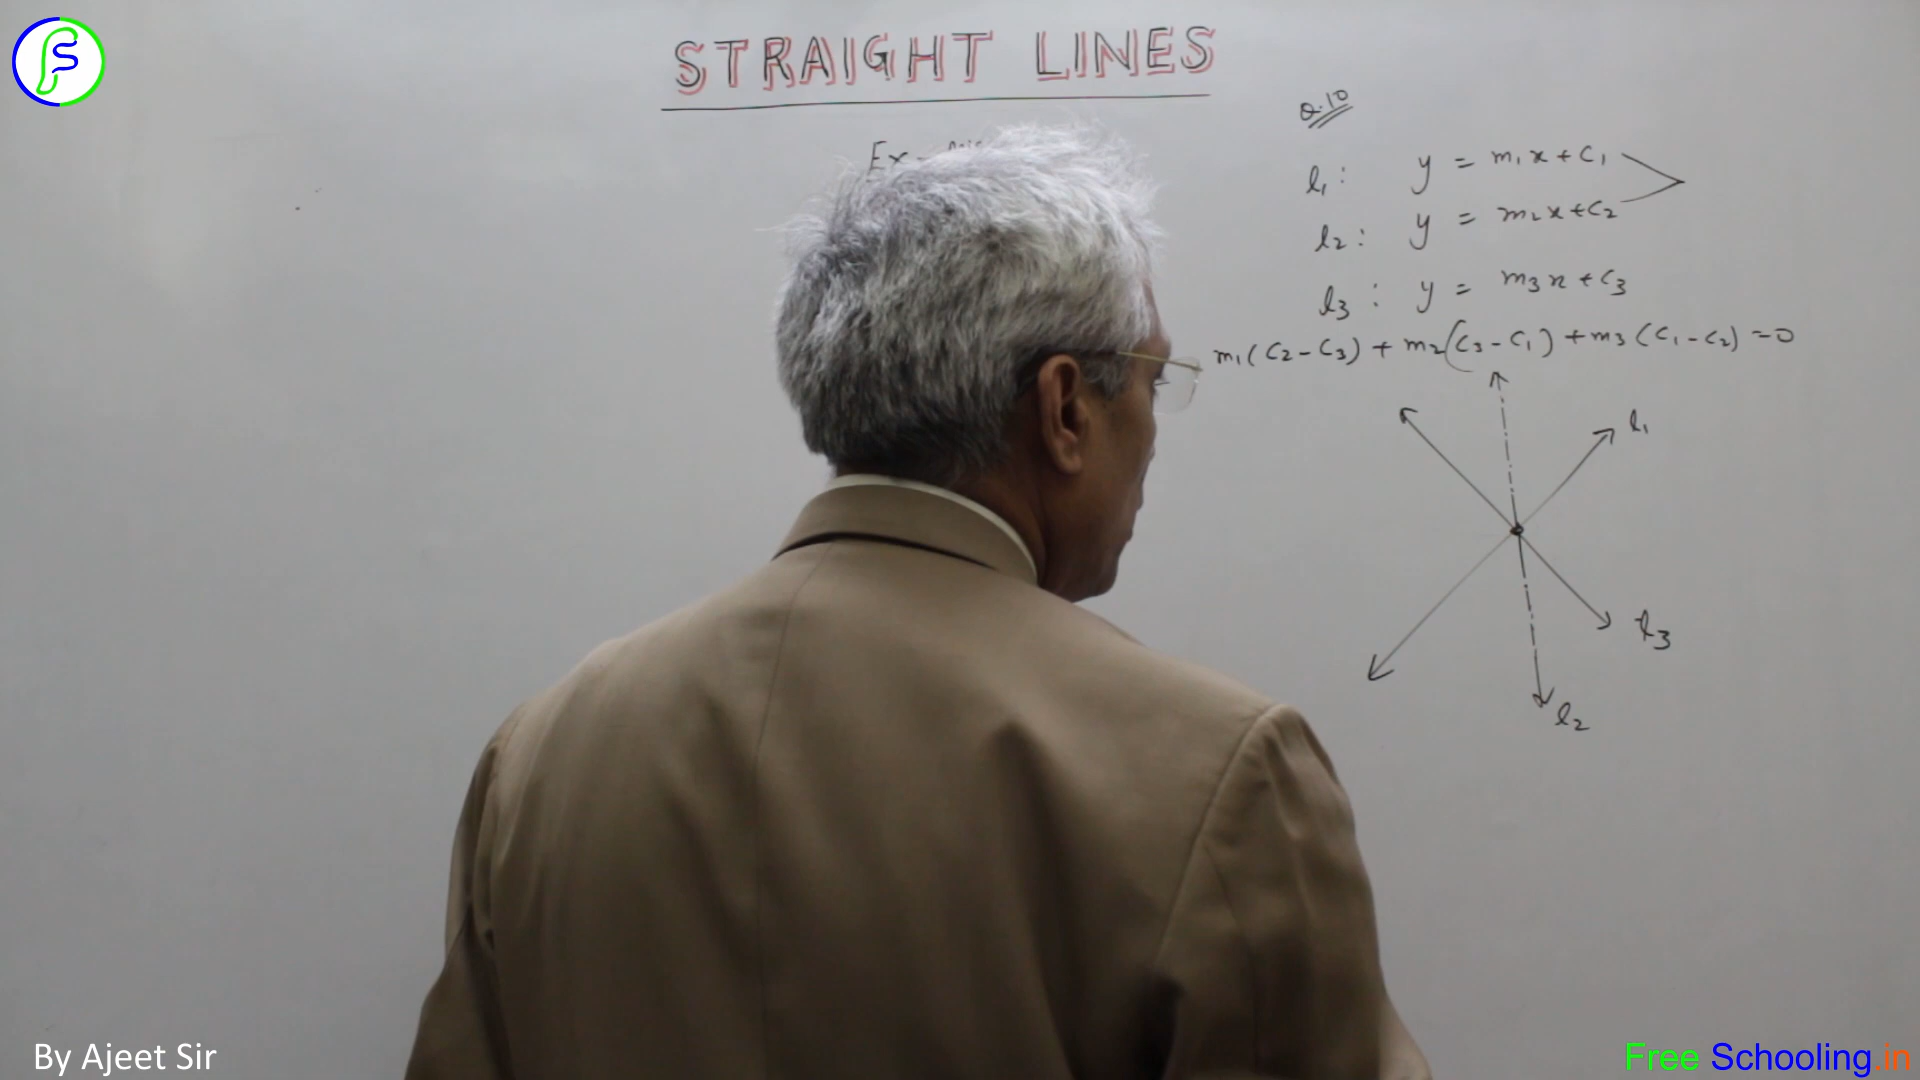 STRAIGHT LINES
Q.10
l₁: y = m₁x + c₁
l₂: y = m₂x + c₂
l₃: y = m₃x + c₃
m₁(c₂-c₃) + m₂(c₃-c₁) + m₃(c₁-c₂) = 0
l₁
l₃
l₂
By Ajeet Sir
Free Schooling.in